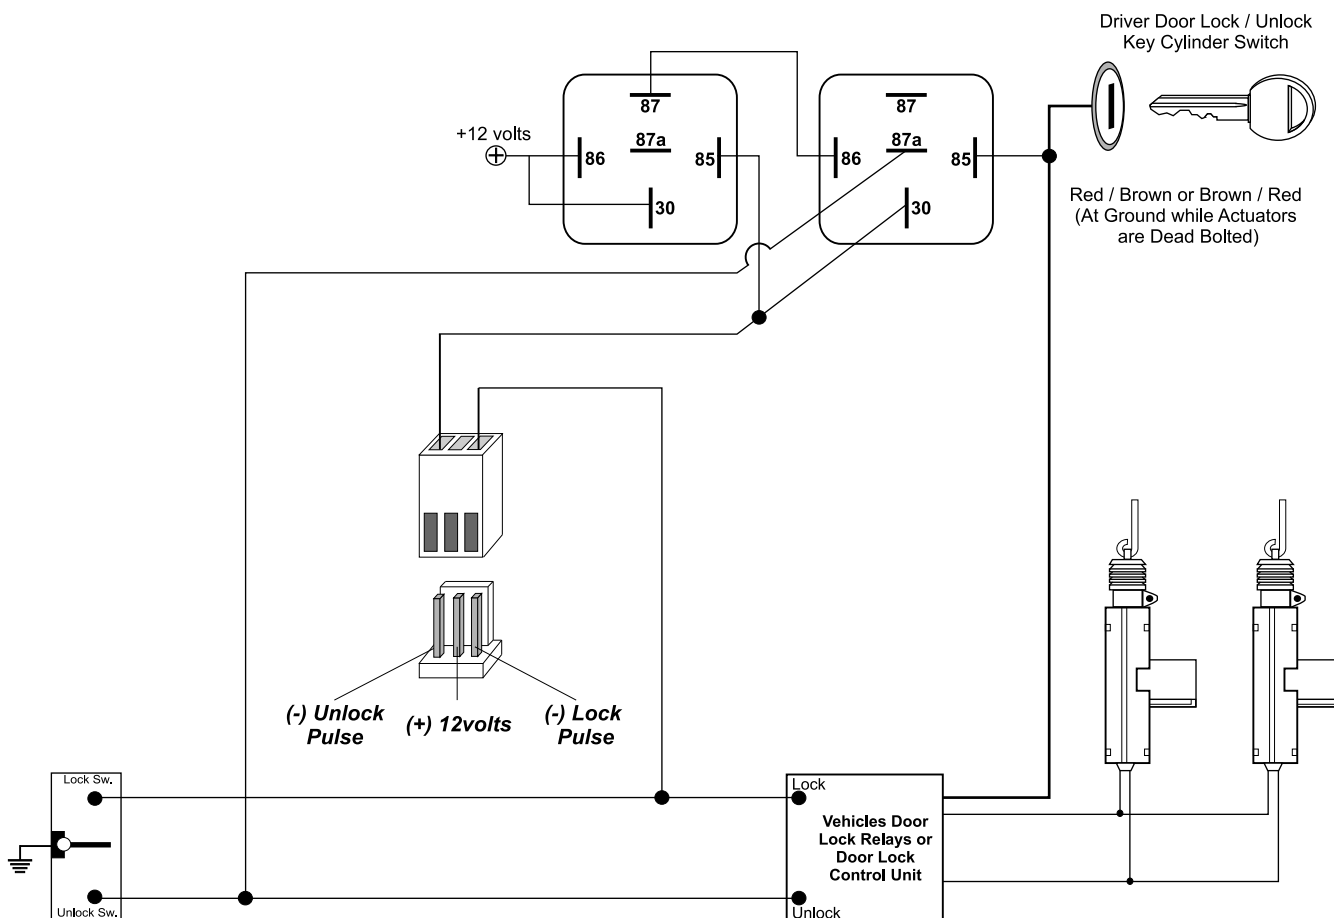 Driver Door Lock / Unlock
Key Cylinder Switch
87
87a
86
85
30
+12 volts
87
87a
86
85
30
Red / Brown or Brown / Red
(At Ground while Actuators
are Dead Bolted)
(-) Unlock
Pulse
(+) 12volts
(-) Lock
Pulse
Lock Sw.
Unlock Sw.
Lock
Vehicles Door
Lock Relays or
Door Lock
Control Unit
Unlock